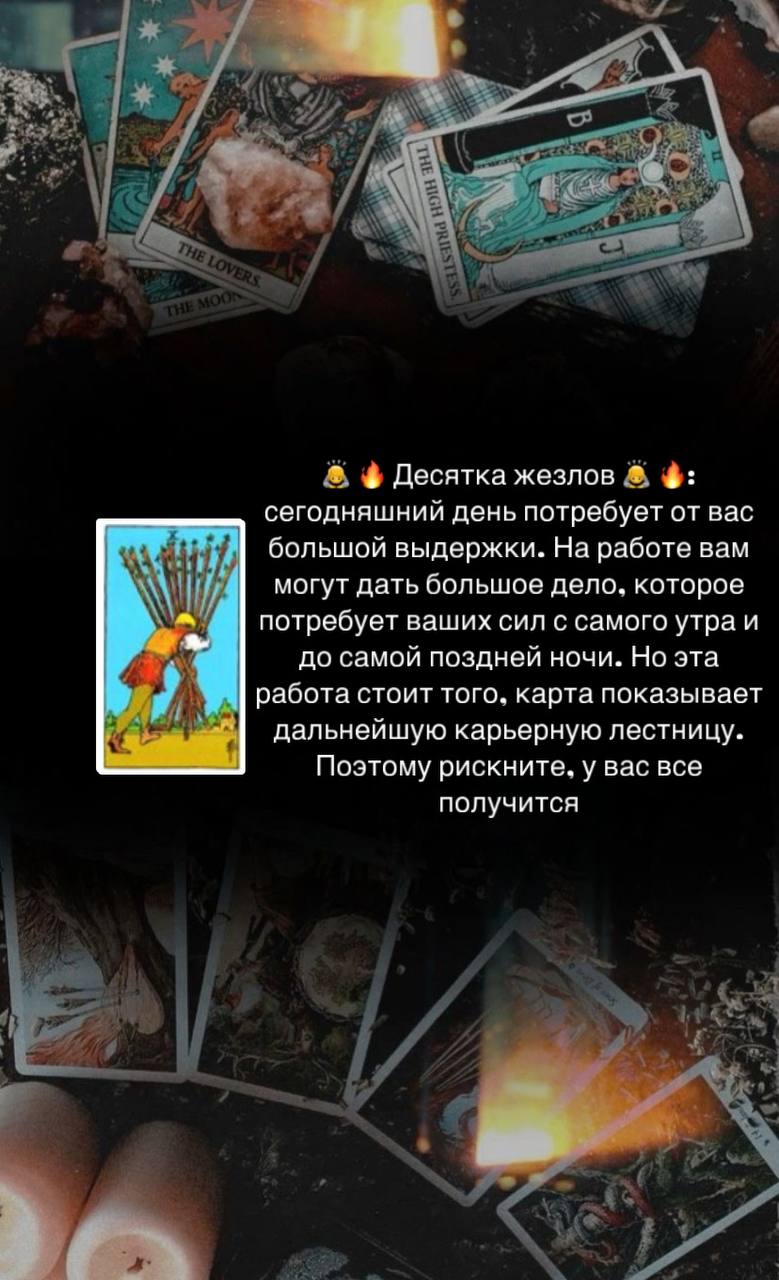 THE LOVERS.
THE MOON
THE HIGH PRIESTESS.
B
J
🙇🔥 Десятка жезлов 🙇🔥:
сегодняшний день потребует от вас
большой выдержки. На работе вам
могут дать большое дело, которое
потребует ваших сил с самого утра и
до самой поздней ночи. Но эта
работа стоит того, карта показывает
дальнейшую карьерную лестницу.
Поэтому рискните, у вас все
получится
X